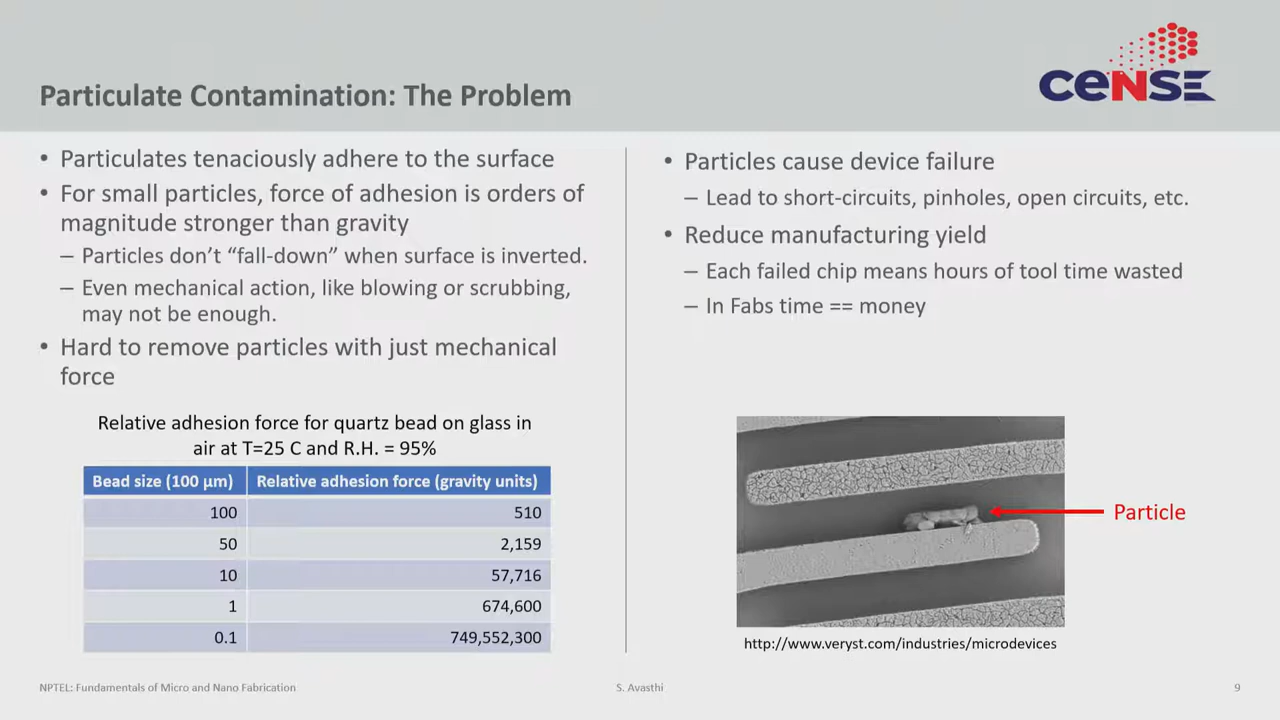 ceNSE
Particulate Contamination: The Problem
• Particulates tenaciously adhere to the surface
• For small particles, force of adhesion is orders of
magnitude stronger than gravity
– Particles don’t “fall-down” when surface is inverted.
– Even mechanical action, like blowing or scrubbing,
may not be enough.
• Hard to remove particles with just mechanical
force
Relative adhesion force for quartz bead on glass in
air at T=25 C and R.H. = 95%
Bead size (100 µm) Relative adhesion force (gravity units)
100 510
50 2,159
10 57,716
1 674,600
0.1 749,552,300
• Particles cause device failure
– Lead to short-circuits, pinholes, open circuits, etc.
• Reduce manufacturing yield
– Each failed chip means hours of tool time wasted
– In Fabs time == money
Particle
http://www.veryst.com/industries/microdevices
NPTEL: Fundamentals of Micro and Nano Fabrication
S. Avasthi
9